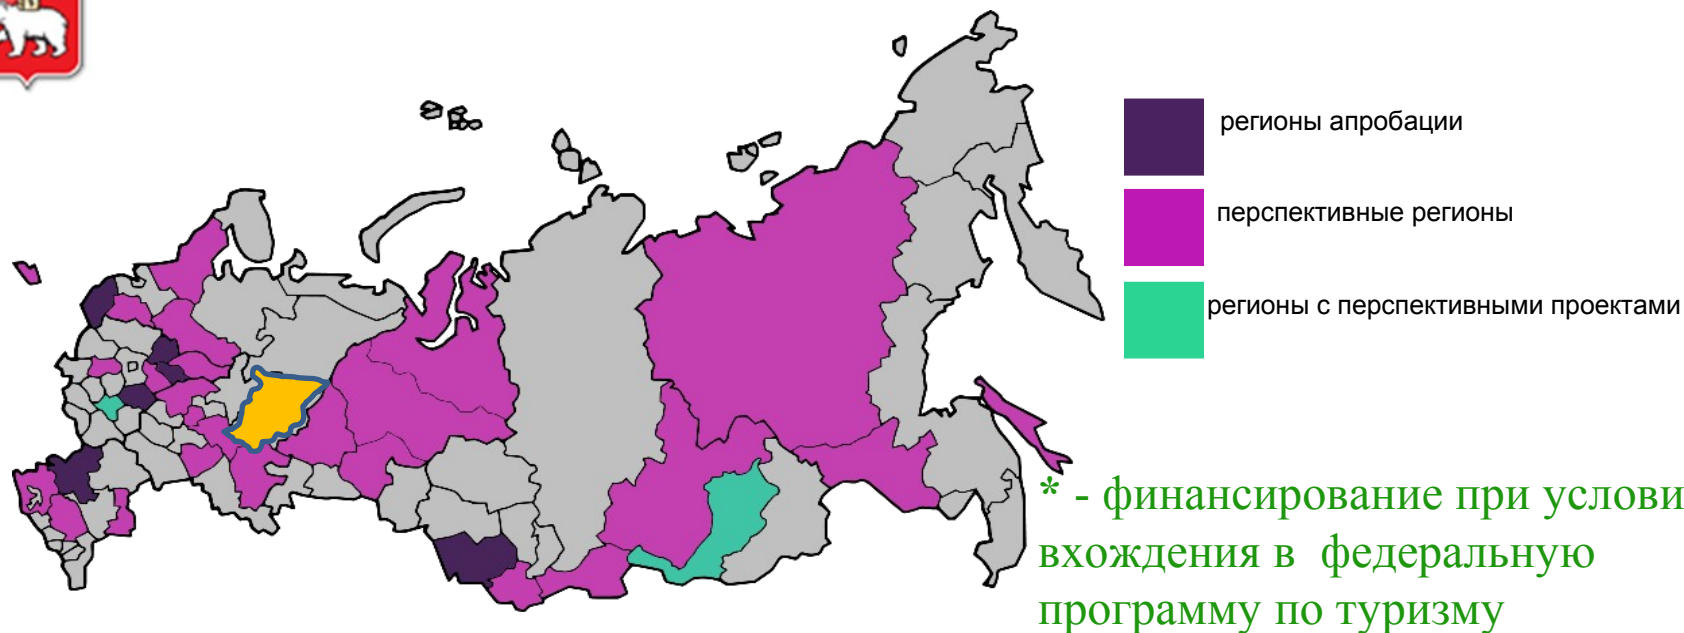 регионы апробации
перспективные регионы
регионы с перспективными проектами
* - финансирование при услови
вхождения в федеральную
программу по туризму